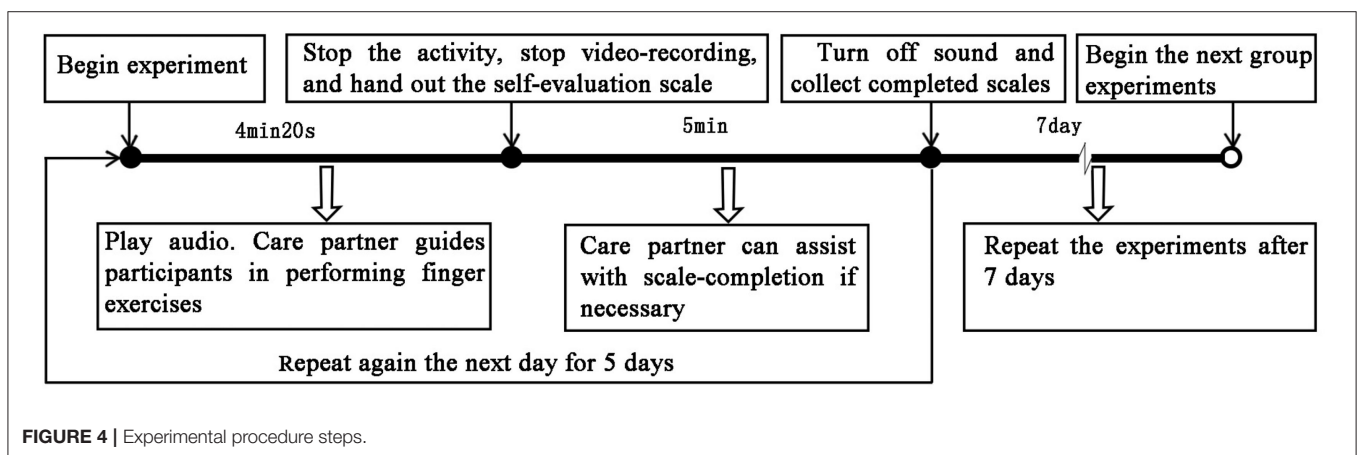 Begin experiment
Stop the activity, stop video-recording,
and hand out the self-evaluation scale
Turn off sound and
collect completed scales
Begin the next group
experiments
4min20s
5min
7day
Play audio. Care partner guides
participants in performing finger
exercises
Care partner can assist
with scale-completion if
necessary
Repeat the experiments after
7 days
Repeat again the next day for 5 days
FIGURE 4 | Experimental procedure steps.